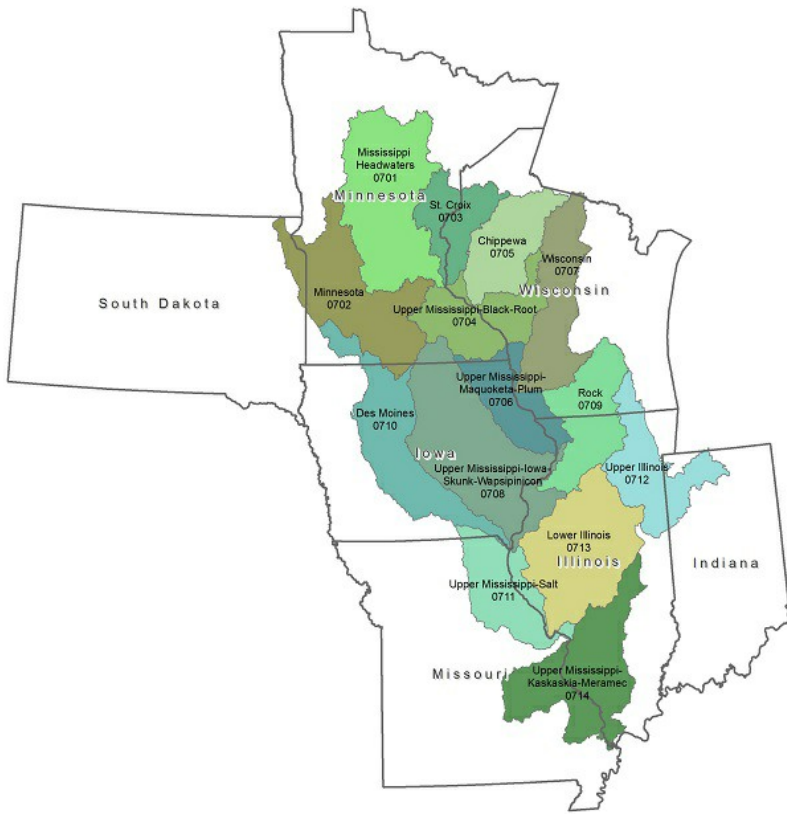 Mississippi
Headwaters
0701
Minnesota
St. Croix
0703
Chippewa
0705
Wisconsin
0707
Wisconsin
South Dakota
Minnesota
0702
Upper Mississippi-Black-Root
0704
Upper Mississippi-
Maquoketa-Plum
0706
Rock
0709
Des Moines
0710
Iowa
Upper Mississippi-Iowa-
Skunk-Wapsipinicon
0708
Upper Illinois
0712
Lower Illinois
0713
Illinois
Indiana
Upper Mississippi-Salt
0711
Missouri
Upper Mississippi-
Kaskaskia-Meramec
0714